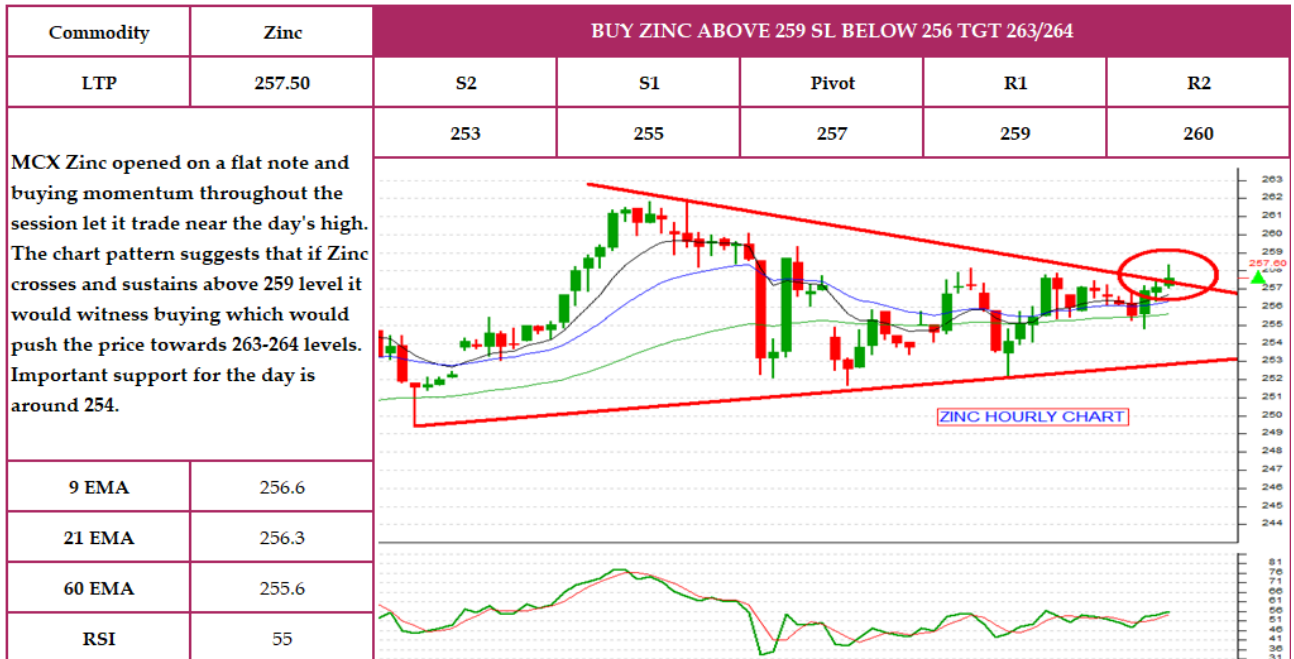 Commodity Zinc BUY ZINC ABOVE 259 SL BELOW 256 TGT 263/264
LTP 257.50 S2 S1 Pivot R1 R2
253 255 257 259 260
MCX Zinc opened on a flat note and
buying momentum throughout the
session let it trade near the day's high.
The chart pattern suggests that if Zinc
crosses and sustains above 259 level it
would witness buying which would
push the price towards 263-264 levels.
Important support for the day is
around 254.
263
262
261
260
259
257.60
257
256
255
254
253
252
251
250
249
248
247
246
245
244
ZINC HOURLY CHART
9 EMA 256.6
21 EMA 256.3
60 EMA 255.6
RSI 55
81
76
71
66
61
56
51
46
41
36
31